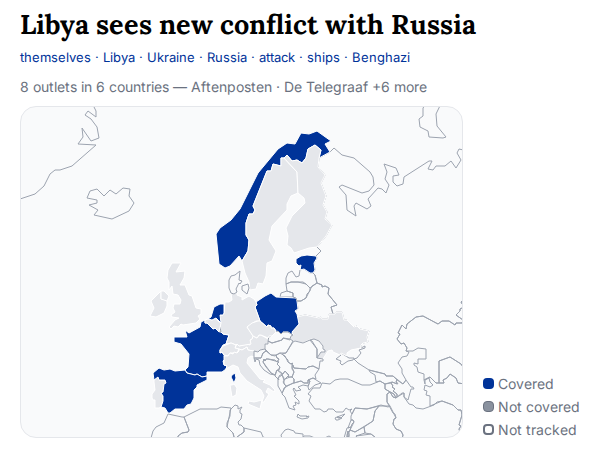 Libya sees new conflict with Russia
themselves · Libya · Ukraine · Russia · attack · ships · Benghazi
8 outlets in 6 countries — Aftenposten · De Telegraaf +6 more
Covered
Not covered
Not tracked